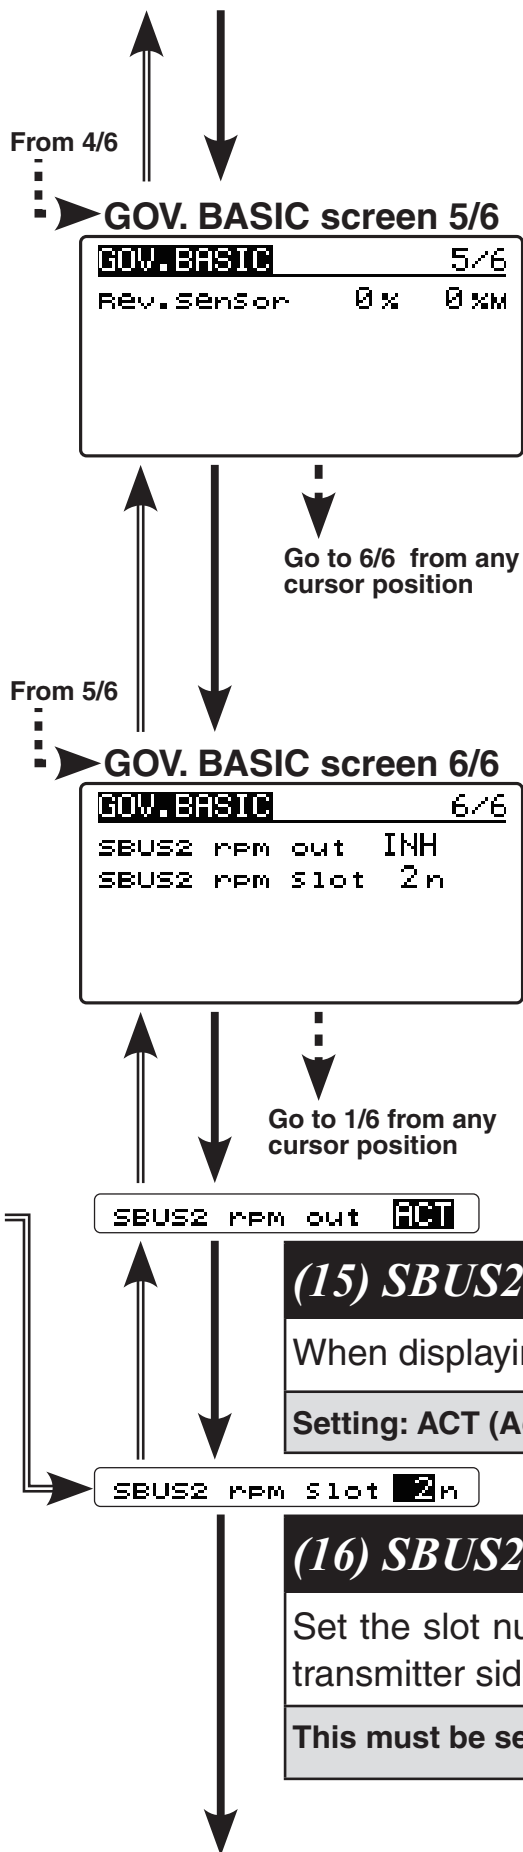 From 4/6
GOV. BASIC screen 5/6
GOV.BASIC 5/6
Rev.Sensor 0% 0%M
Go to 6/6 from any
cursor position
From 5/6
GOV. BASIC screen 6/6
GOV.BASIC 6/6
SBUS2 rpm out INH
SBUS2 rpm Slot 2n
Go to 1/6 from any
cursor position
SBUS2 rpm out ACT
(15) SBUS2
When displayin
Setting: ACT (A
SBUS2 rpm Slot 2n
(16) SBUS2
Set the slot nu
transmitter sid
This must be se